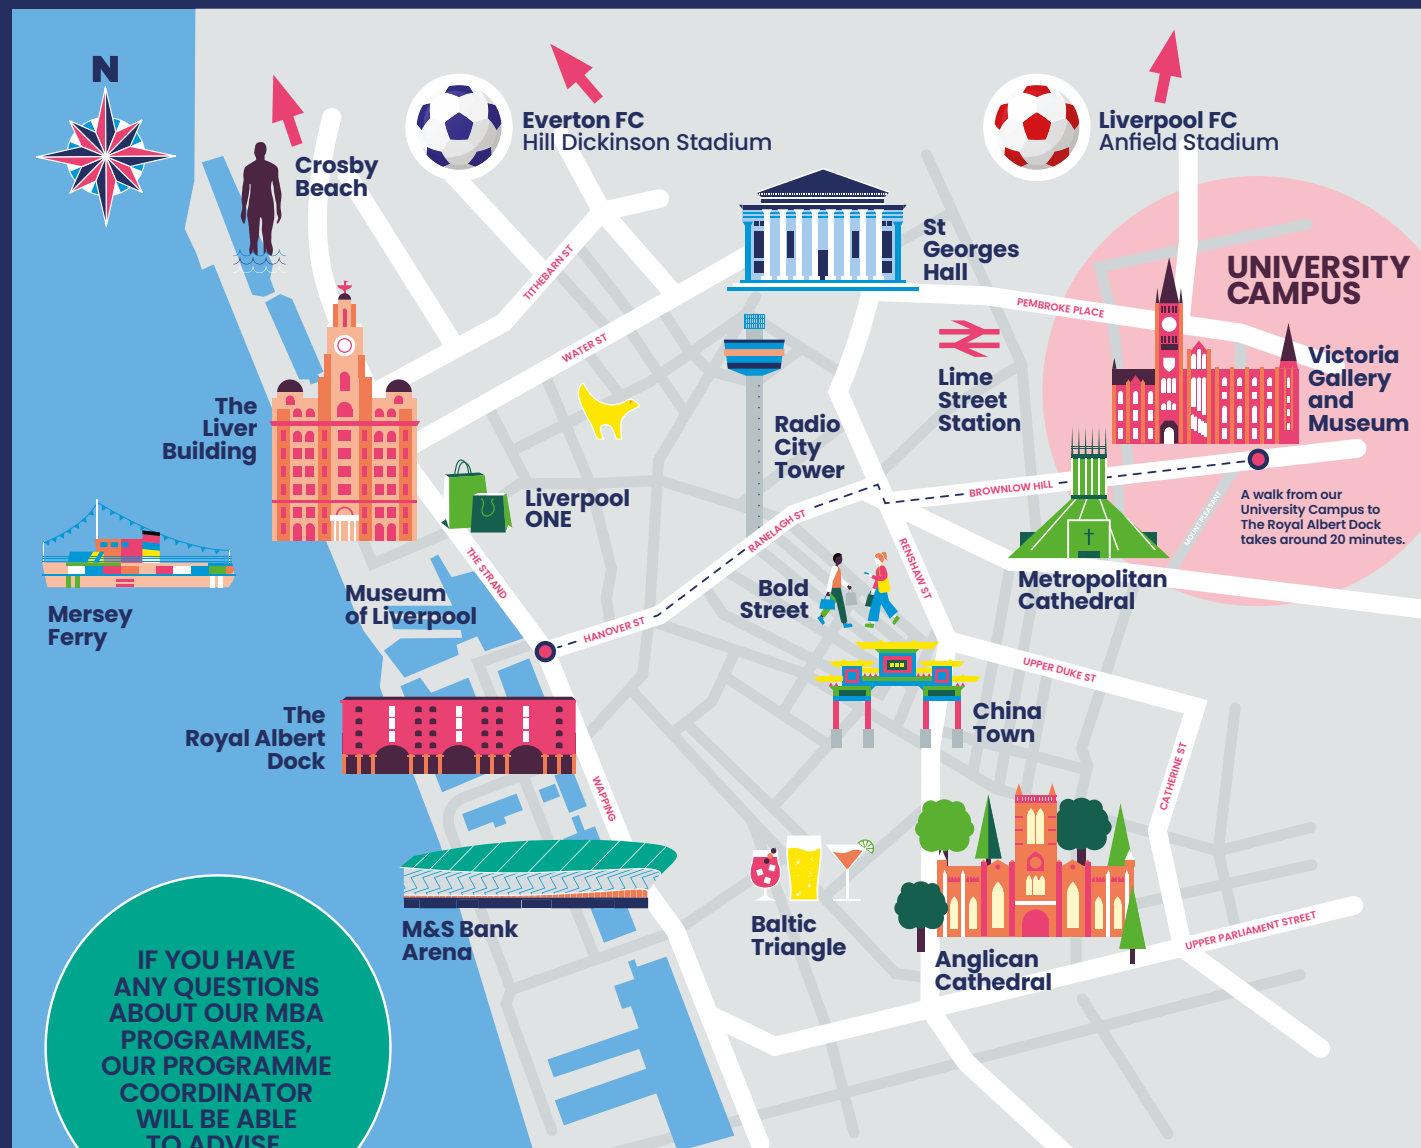 N
Crosby
Beach
Everton FC
Hill Dickinson Stadium
Liverpool FC
Anfield Stadium
St
Georges
Hall
UNIVERSITY
CAMPUS
TITHEBARN ST
WATER ST
PEMBROKE PLACE
Victoria
Gallery
and
Museum
Lime
Street
Station
The
Liver
Building
Radio
City
Tower
Liverpool
ONE
BROWNLOW HILL
MOUNT PLEASANT
A walk from our
University Campus to
The Royal Albert Dock
takes around 20 minutes.
RANELAGH ST
RENSHAW ST
THE STRAND
Metropolitan
Cathedral
Bold
Street
Museum
of Liverpool
Mersey
Ferry
HANOVER ST
UPPER DUKE ST
China
Town
The
Royal Albert
Dock
WAPPING
CATHERINE ST
M&S Bank
Arena
Baltic
Triangle
Anglican
Cathedral
UPPER PARLIAMENT STREET
IF YOU HAVE
ANY QUESTIONS
ABOUT OUR MBA
PROGRAMMES,
OUR PROGRAMME
COORDINATOR
WILL BE ABLE
TO ADVISE